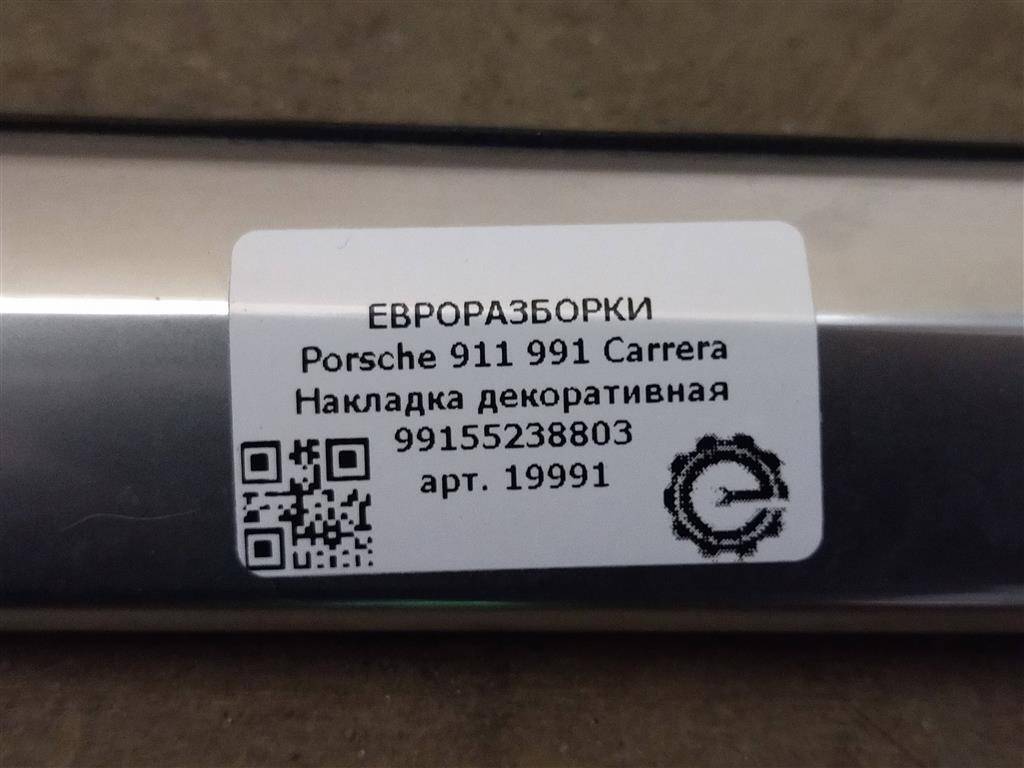 ЕВРОРАЗБОРКИ
Porsche 911 991 Carrera
Накладка декоративная
99155238803
арт. 19991